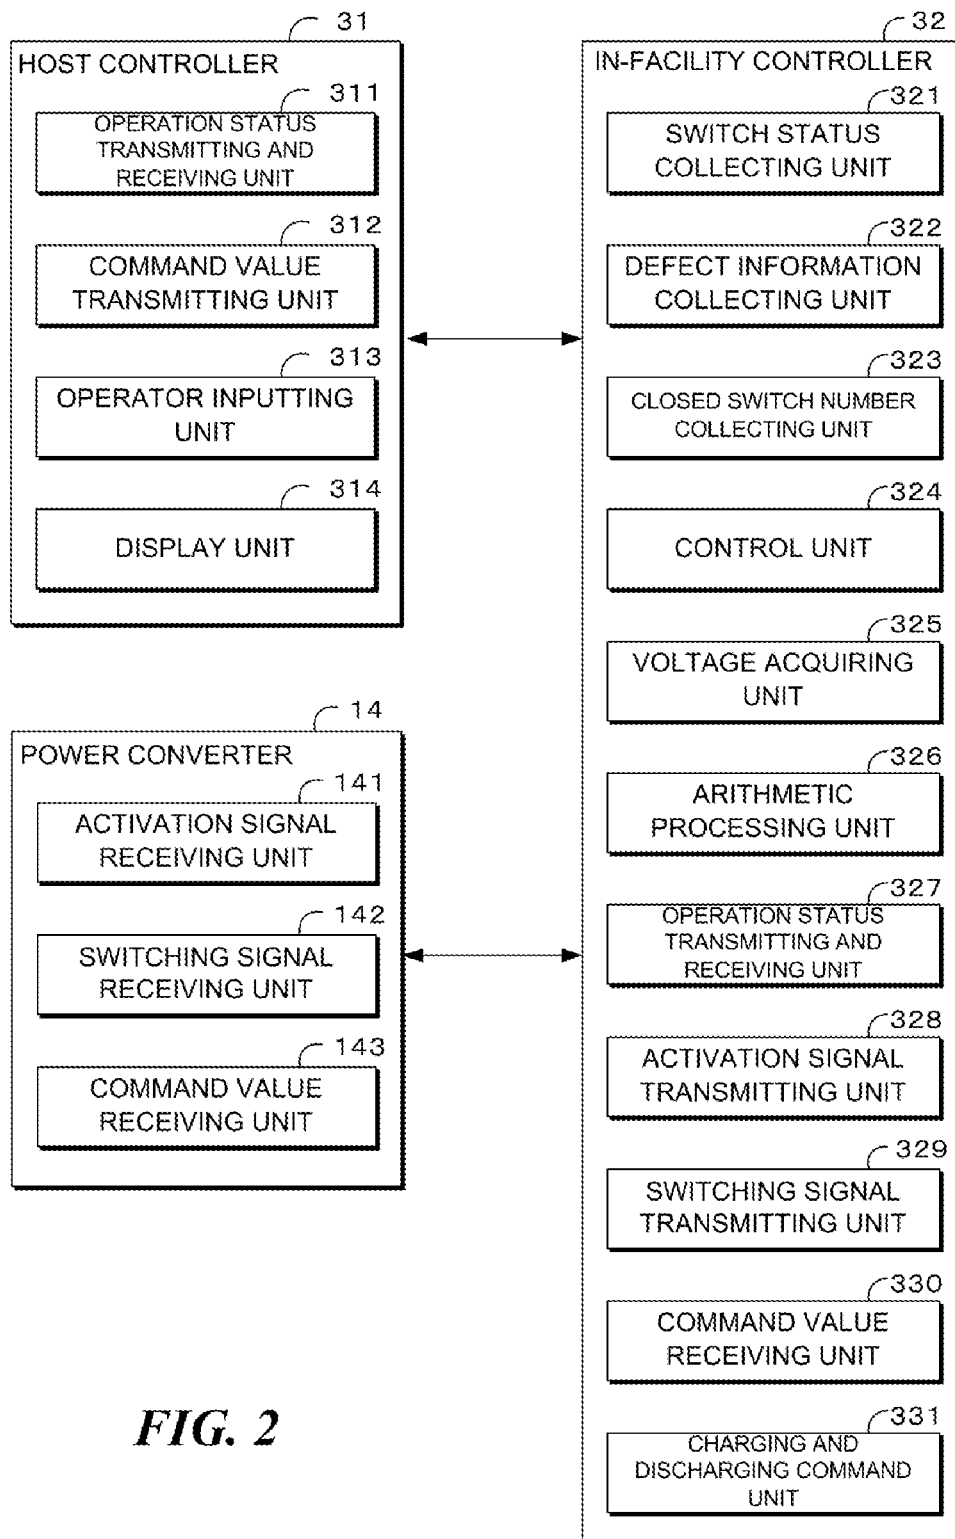 31
HOST CONTROLLER
311
OPERATION STATUS
TRANSMITTING AND
RECEIVING UNIT
312
COMMAND VALUE
TRANSMITTING UNIT
313
OPERATOR INPUTTING
UNIT
314
DISPLAY UNIT
14
POWER CONVERTER
141
ACTIVATION SIGNAL
RECEIVING UNIT
142
SWITCHING SIGNAL
RECEIVING UNIT
143
COMMAND VALUE
RECEIVING UNIT
32
IN-FACILITY CONTROLLER
321
SWITCH STATUS
COLLECTING UNIT
322
DEFECT INFORMATION
COLLECTING UNIT
323
CLOSED SWITCH NUMBER
COLLECTING UNIT
324
CONTROL UNIT
325
VOLTAGE ACQUIRING
UNIT
326
ARITHMETIC
PROCESSING UNIT
327
OPERATION STATUS
TRANSMITTING AND
RECEIVING UNIT
328
ACTIVATION SIGNAL
TRANSMITTING UNIT
329
SWITCHING SIGNAL
TRANSMITTING UNIT
330
COMMAND VALUE
RECEIVING UNIT
331
CHARGING AND
DISCHARGING COMMAND
UNIT
FIG. 2